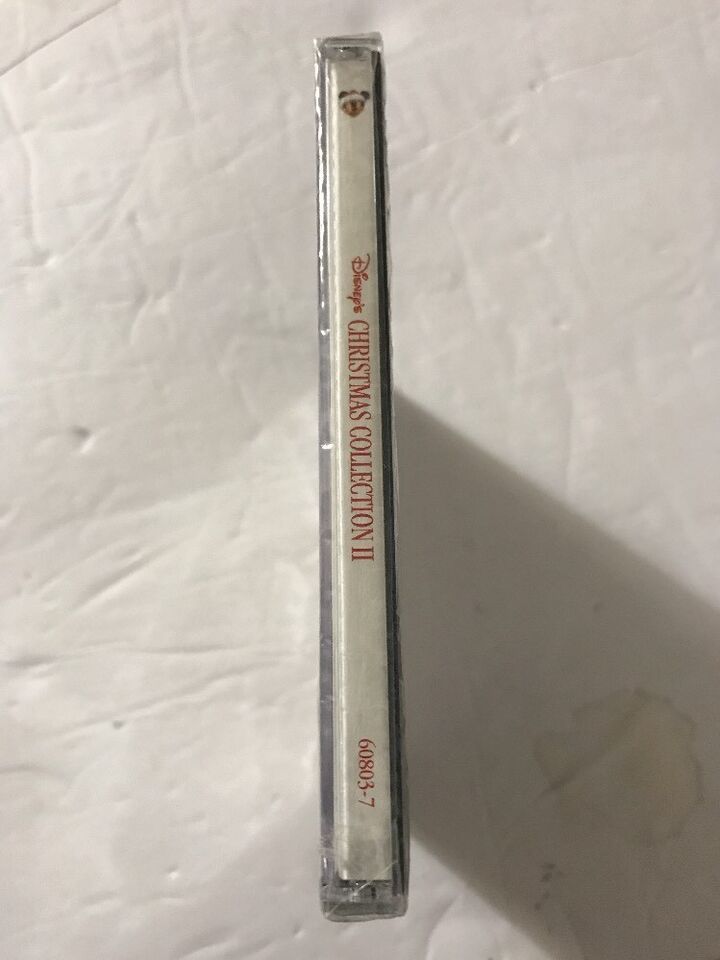 Disney's CHRISTMAS COLLECTION II
60803-7